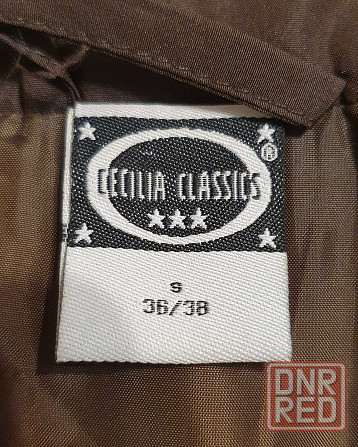 CECILIA CLASSICS
®
S
36/38
DNR
RED